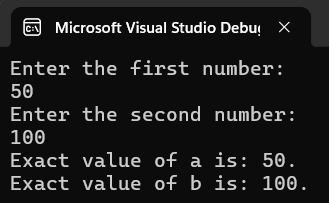 Microsoft Visual Studio Debug
Enter the first number:
50
Enter the second number:
100
Exact value of a is: 50.
Exact value of b is: 100.